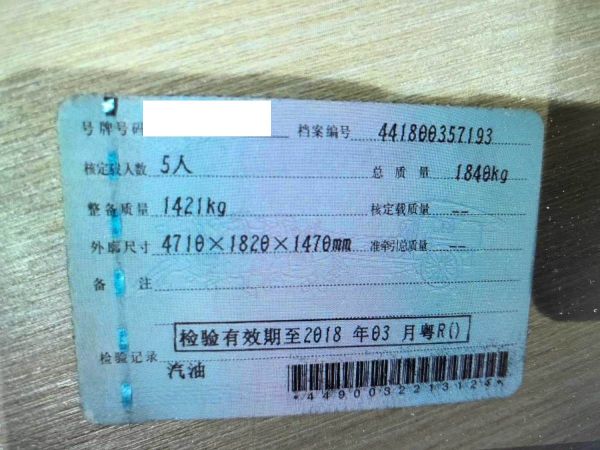 号牌号码 档案编号 441800357193
核定载人数 5人 总质量 1840kg
整备质量 1421kg 核定载质量 --
外廓尺寸 4710×1820×1470mm 准牵引总质量 --
备注
检验有效期至2018 年03 月粤R()
检验记录
汽油
*4490032213124*